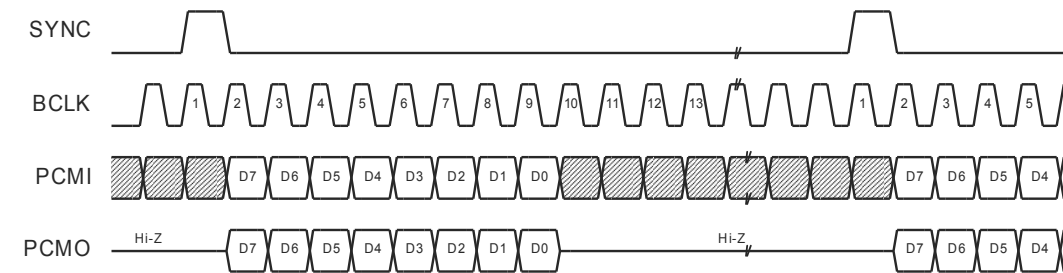 SYNC
BCLK 1 2 3 4 5 6 7 8 9 10 11 12 13 1 2 3 4 5
PCMI D7 D6 D5 D4 D3 D2 D1 D0 D7 D6 D5 D4
PCMO Hi-Z D7 D6 D5 D4 D3 D2 D1 D0 Hi-Z D7 D6 D5 D4